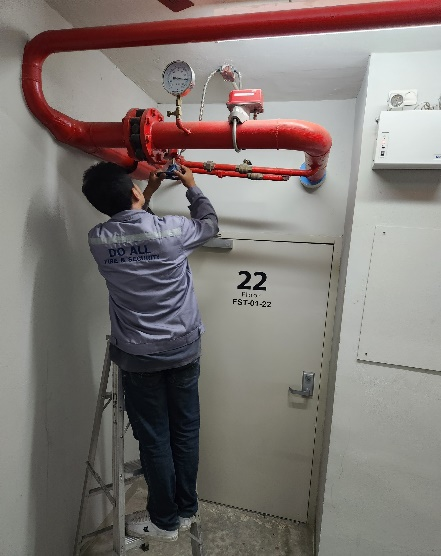 DO ALL
FIRE & SECURITY
22
Floor
FST-01-22